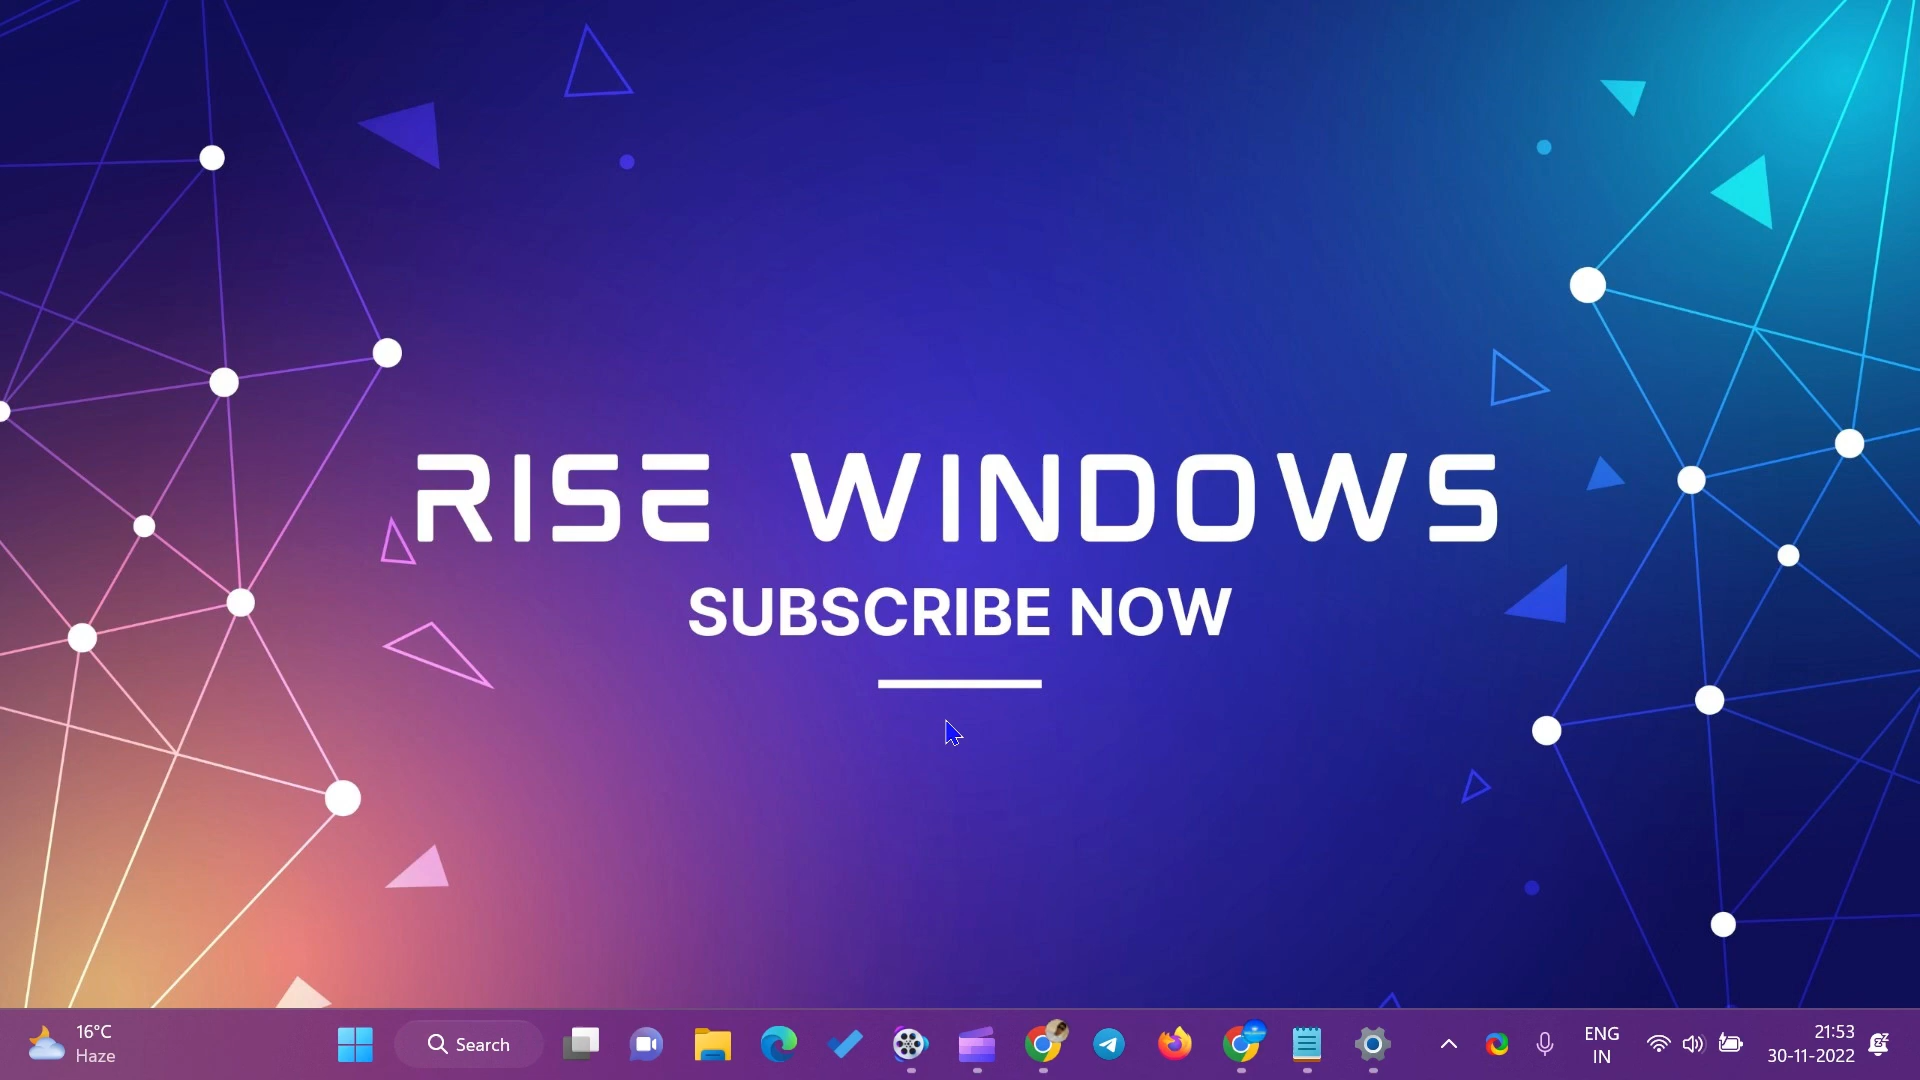 RISE WINDOWS
SUBSCRIBE NOW
16°C
Haze
Search
ENG
IN
21:53
30-11-2022